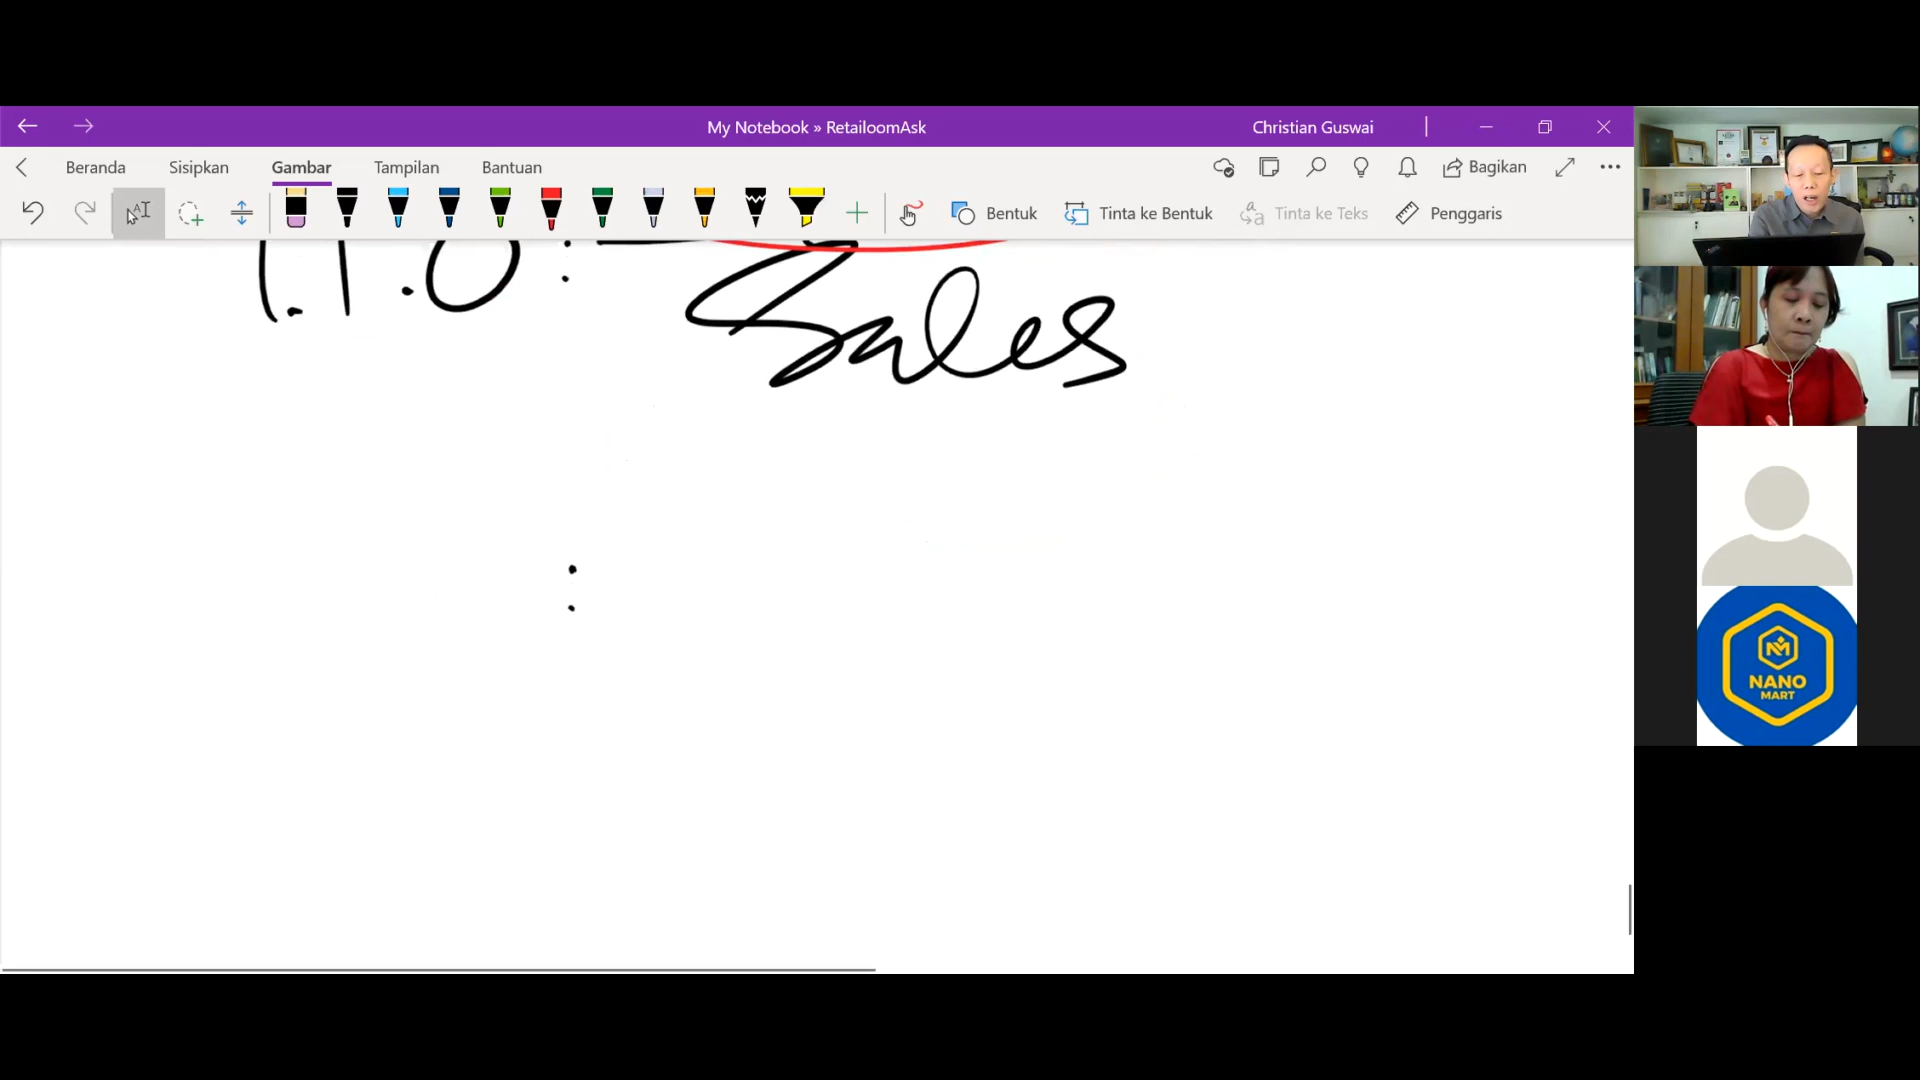 My Notebook » RetailoomAsk
Christian Guswai
Beranda Sisipkan Gambar Tampilan Bantuan
Bagikan
Bentuk Tinta ke Bentuk Tinta ke Teks Penggaris
I.T.O :
Sales
:
NANO
MART